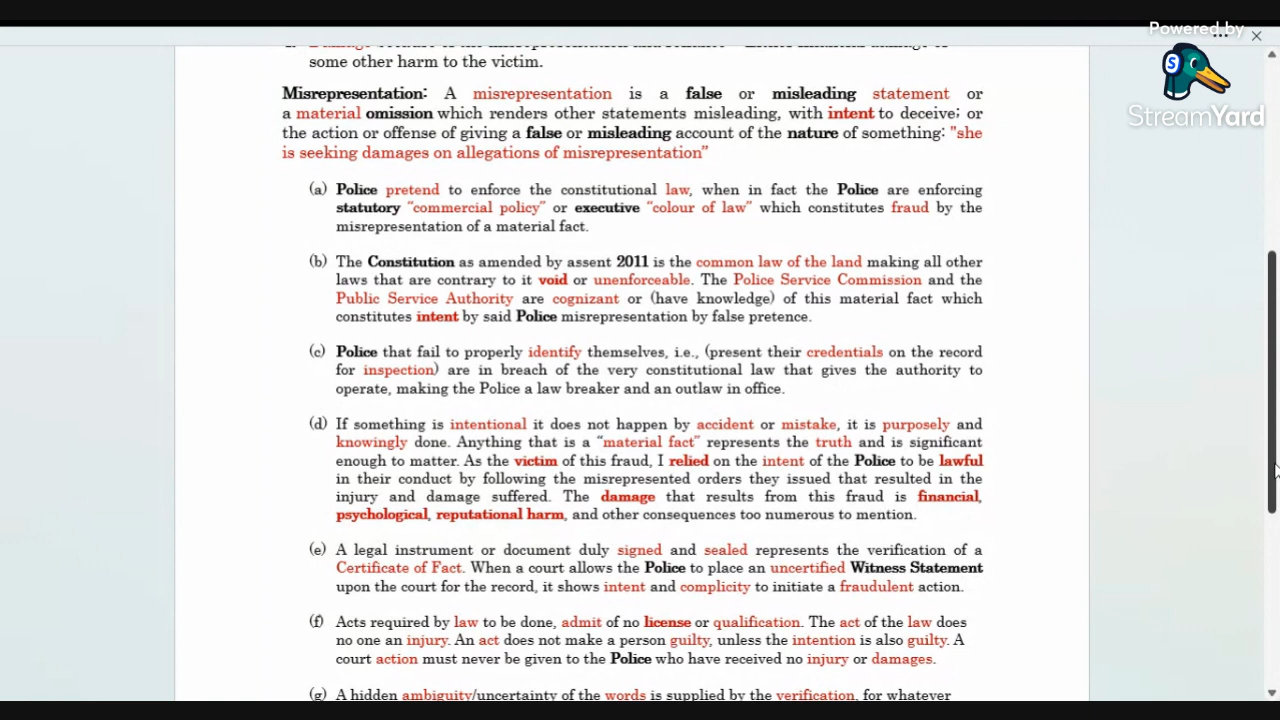 Powered by
StreamYard
some other harm to the victim.
Misrepresentation: A misrepresentation is a false or misleading statement or
a material omission which renders other statements misleading, with intent to deceive; or
the action or offense of giving a false or misleading account of the nature of something: "she
is seeking damages on allegations of misrepresentation"
(a) Police pretend to enforce the constitutional law, when in fact the Police are enforcing
statutory "commercial policy" or executive "colour of law" which constitutes fraud by the
misrepresentation of a material fact.
(b) The Constitution as amended by assent 2011 is the common law of the land making all other
laws that are contrary to it void or unenforceable. The Police Service Commission and the
Public Service Authority are cognizant or (have knowledge) of this material fact which
constitutes intent by said Police misrepresentation by false pretence.
(c) Police that fail to properly identify themselves, i.e., (present their credentials on the record
for inspection) are in breach of the very constitutional law that gives the authority to
operate, making the Police a law breaker and an outlaw in office.
(d) If something is intentional it does not happen by accident or mistake, it is purposely and
knowingly done. Anything that is a "material fact" represents the truth and is significant
enough to matter. As the victim of this fraud, I relied on the intent of the Police to be lawful
in their conduct by following the misrepresented orders they issued that resulted in the
injury and damage suffered. The damage that results from this fraud is financial,
psychological, reputational harm, and other consequences too numerous to mention.
(e) A legal instrument or document duly signed and sealed represents the verification of a
Certificate of Fact. When a court allows the Police to place an uncertified Witness Statement
upon the court for the record, it shows intent and complicity to initiate a fraudulent action.
(f) Acts required by law to be done, admit of no license or qualification. The act of the law does
no one an injury. An act does not make a person guilty, unless the intention is also guilty. A
court action must never be given to the Police who have received no injury or damages.
(g) A hidden ambiguity/uncertainty of the words is supplied by the verification, for whatever